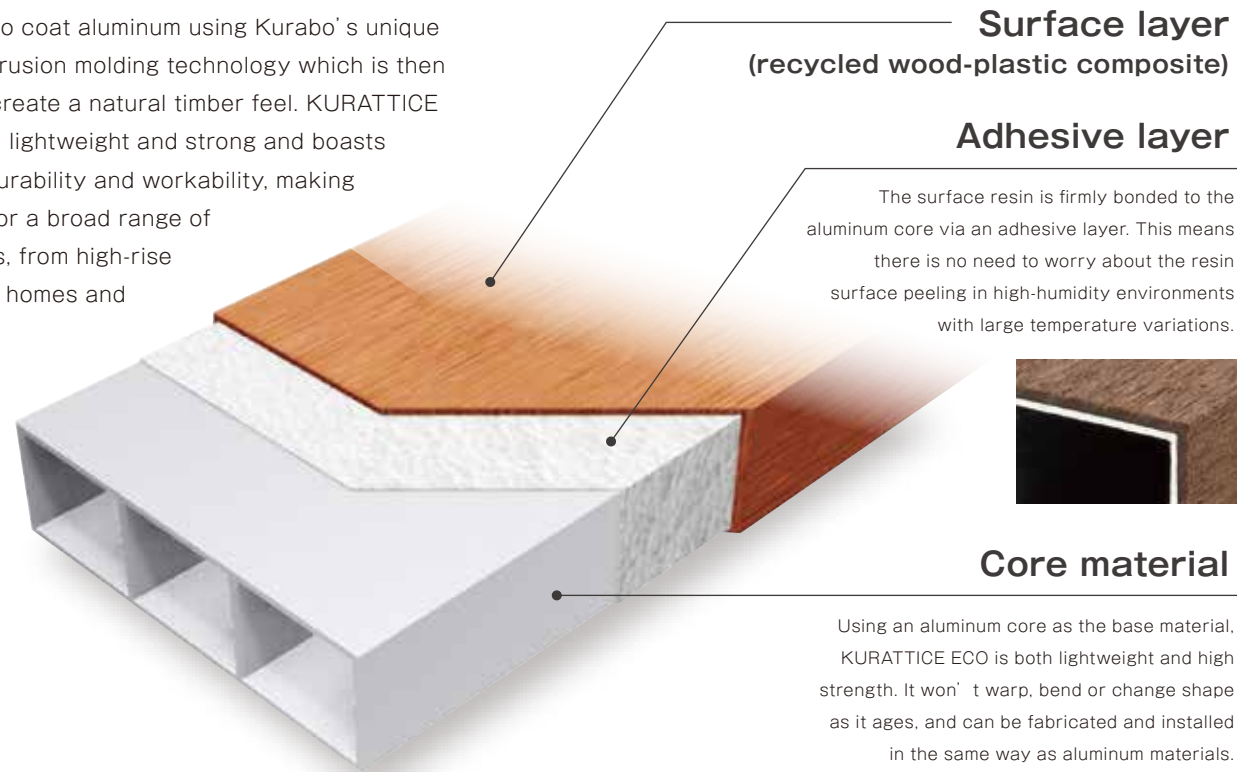 o coat aluminum using Kurabo's unique
rusion molding technology which is then
create a natural timber feel. KURATTICE
lightweight and strong and boasts
urability and workability, making
or a broad range of
s, from high-rise
homes and
Surface layer
(recycled wood-plastic composite)
Adhesive layer
The surface resin is firmly bonded to the
aluminum core via an adhesive layer. This means
there is no need to worry about the resin
surface peeling in high-humidity environments
with large temperature variations.
Core material
Using an aluminum core as the base material,
KURATTICE ECO is both lightweight and high
strength. It won't warp, bend or change shape
as it ages, and can be fabricated and installed
in the same way as aluminum materials.